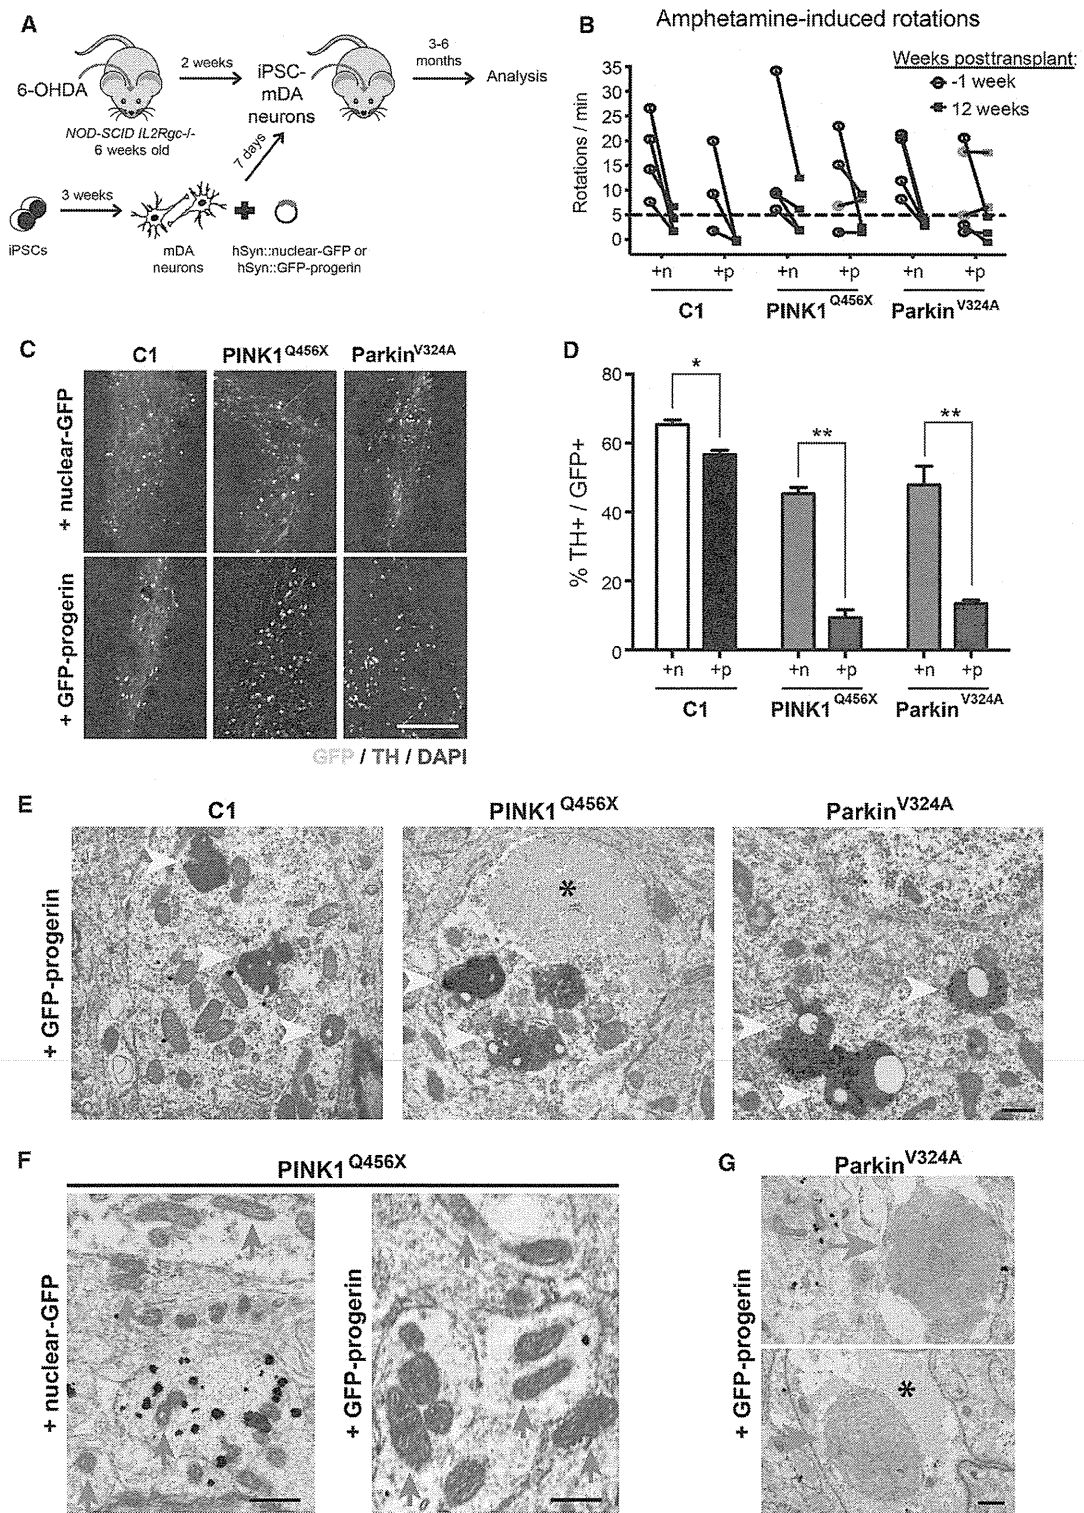 A
6-OHDA
2 weeks
iPSC-
mDA
neurons
3-6
months
Analysis
NOD-SCID IL2Rgc-/-
6 weeks old
7 days
3 weeks
iPSCs
mDA
neurons
hSyn::nuclear-GFP or
hSyn::GFP-progerin
B
Amphetamine-induced rotations
Weeks posttransplant:
-1 week
12 weeks
Rotations / min
35
30
25
20
15
10
5
0
+n +p +n +p +n +p
C1 PINK1Q456X ParkinV324A
C
C1 PINK1Q456X ParkinV324A
+ nuclear-GFP
+ GFP-progerin
GFP / TH / DAPI
D
% TH+ / GFP+
80
60
40
20
0
* ** **
+n +p +n +p +n +p
C1 PINK1Q456X ParkinV324A
E
C1 PINK1Q456X ParkinV324A
+ GFP-progerin
*
F
PINK1Q456X
+ nuclear-GFP
+ GFP-progerin
G
ParkinV324A
+ GFP-progerin
*